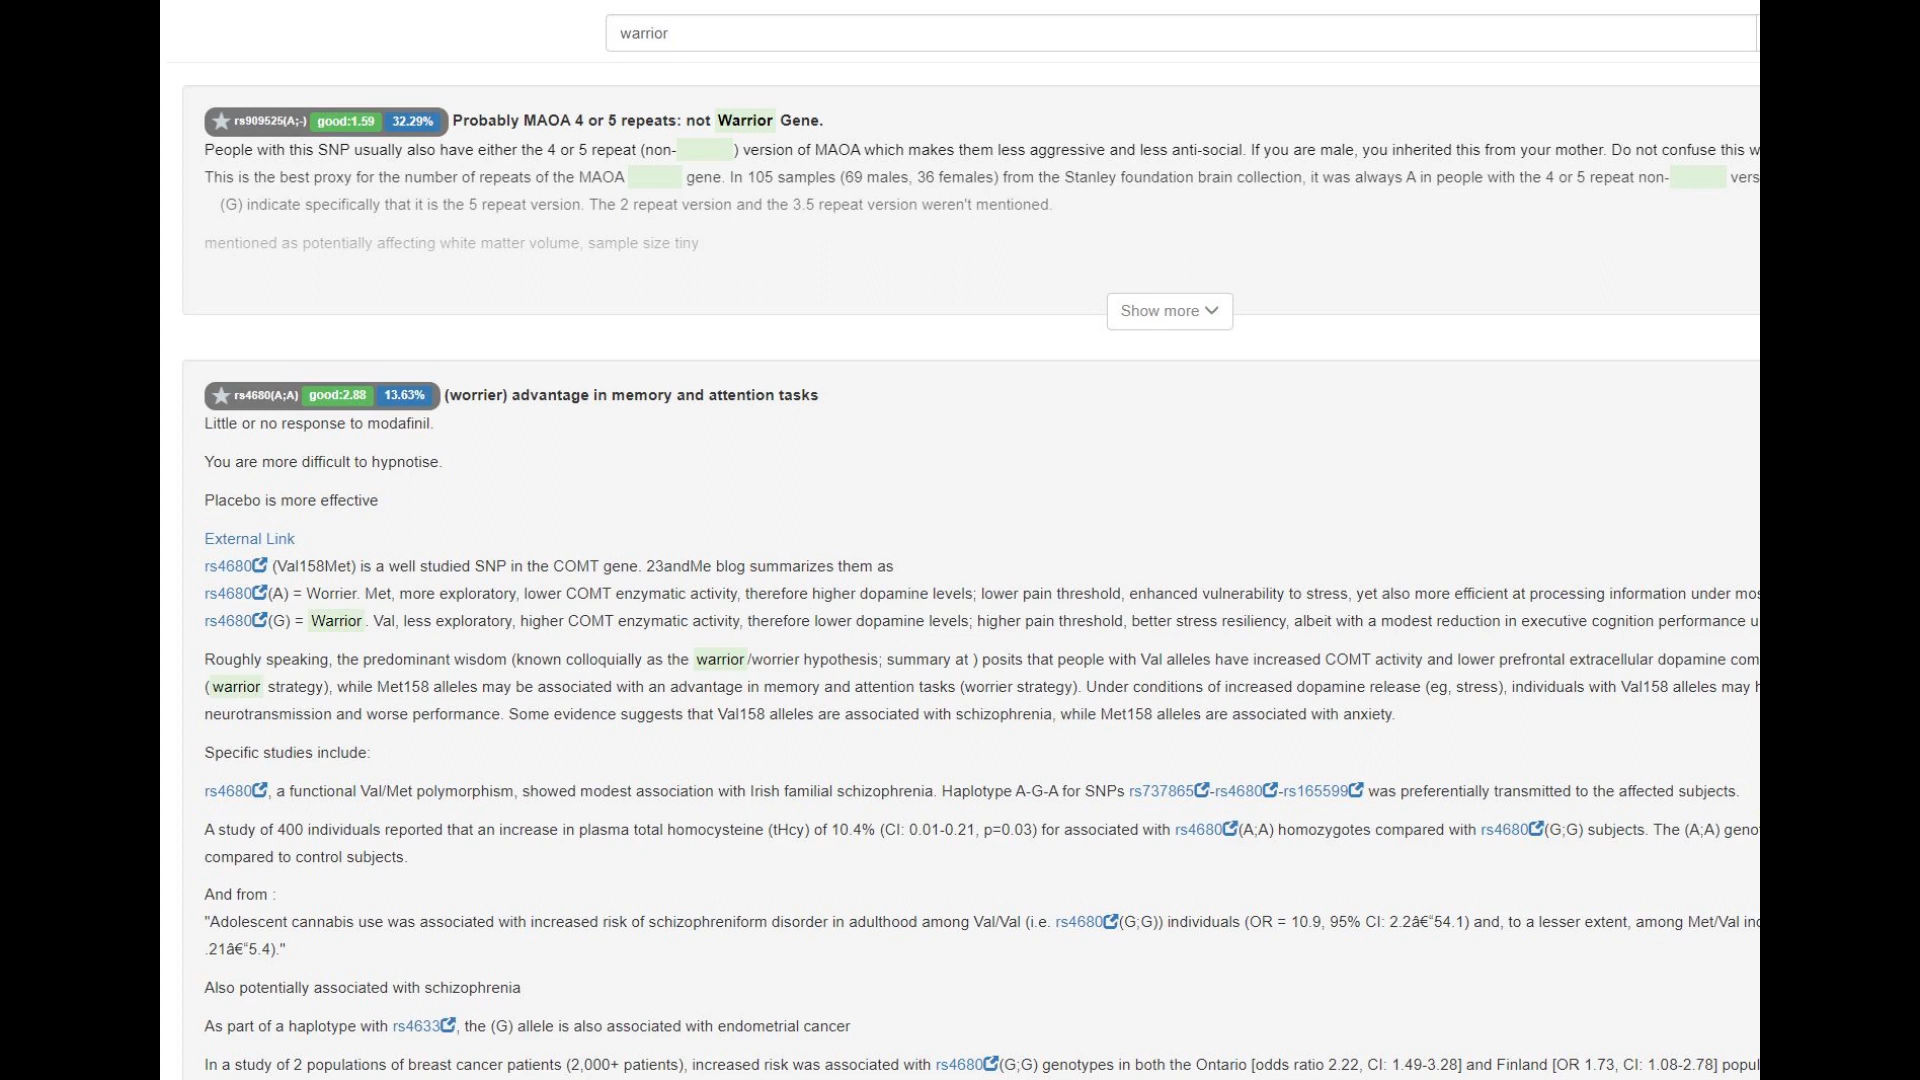 warrior
rs909525(A;-) good:1.59 32.29% Probably MAOA 4 or 5 repeats: not Warrior Gene.
People with this SNP usually also have either the 4 or 5 repeat (non- ) version of MAOA which makes them less aggressive and less anti-social. If you are male, you inherited this from your mother. Do not confuse this w
This is the best proxy for the number of repeats of the MAOA gene. In 105 samples (69 males, 36 females) from the Stanley foundation brain collection, it was always A in people with the 4 or 5 repeat non- vers
(G) indicate specifically that it is the 5 repeat version. The 2 repeat version and the 3.5 repeat version weren't mentioned.
mentioned as potentially affecting white matter volume, sample size tiny
Show more
rs4680(A;A) good:2.88 13.63% (worrier) advantage in memory and attention tasks
Little or no response to modafinil.
You are more difficult to hypnotise.
Placebo is more effective
External Link
rs4680 (Val158Met) is a well studied SNP in the COMT gene. 23andMe blog summarizes them as
rs4680(A) = Worrier. Met, more exploratory, lower COMT enzymatic activity, therefore higher dopamine levels; lower pain threshold, enhanced vulnerability to stress, yet also more efficient at processing information under mos
rs4680(G) = Warrior . Val, less exploratory, higher COMT enzymatic activity, therefore lower dopamine levels; higher pain threshold, better stress resiliency, albeit with a modest reduction in executive cognition performance u
Roughly speaking, the predominant wisdom (known colloquially as the warrior/worrier hypothesis; summary at ) posits that people with Val alleles have increased COMT activity and lower prefrontal extracellular dopamine com
(warrior strategy), while Met158 alleles may be associated with an advantage in memory and attention tasks (worrier strategy). Under conditions of increased dopamine release (eg, stress), individuals with Val158 alleles may h
neurotransmission and worse performance. Some evidence suggests that Val158 alleles are associated with schizophrenia, while Met158 alleles are associated with anxiety.
Specific studies include:
rs4680, a functional Val/Met polymorphism, showed modest association with Irish familial schizophrenia. Haplotype A-G-A for SNPs rs737865-rs4680-rs165599 was preferentially transmitted to the affected subjects.
A study of 400 individuals reported that an increase in plasma total homocysteine (tHcy) of 10.4% (CI: 0.01-0.21, p=0.03) for associated with rs4680(A;A) homozygotes compared with rs4680(G;G) subjects. The (A;A) geno
compared to control subjects.
And from :
"Adolescent cannabis use was associated with increased risk of schizophreniform disorder in adulthood among Val/Val (i.e. rs4680(G;G)) individuals (OR = 10.9, 95% CI: 2.2â€“54.1) and, to a lesser extent, among Met/Val ind
.21â€“5.4)."
Also potentially associated with schizophrenia
As part of a haplotype with rs4633, the (G) allele is also associated with endometrial cancer
In a study of 2 populations of breast cancer patients (2,000+ patients), increased risk was associated with rs4680(G;G) genotypes in both the Ontario [odds ratio 2.22, CI: 1.49-3.28] and Finland [OR 1.73, CI: 1.08-2.78] popul